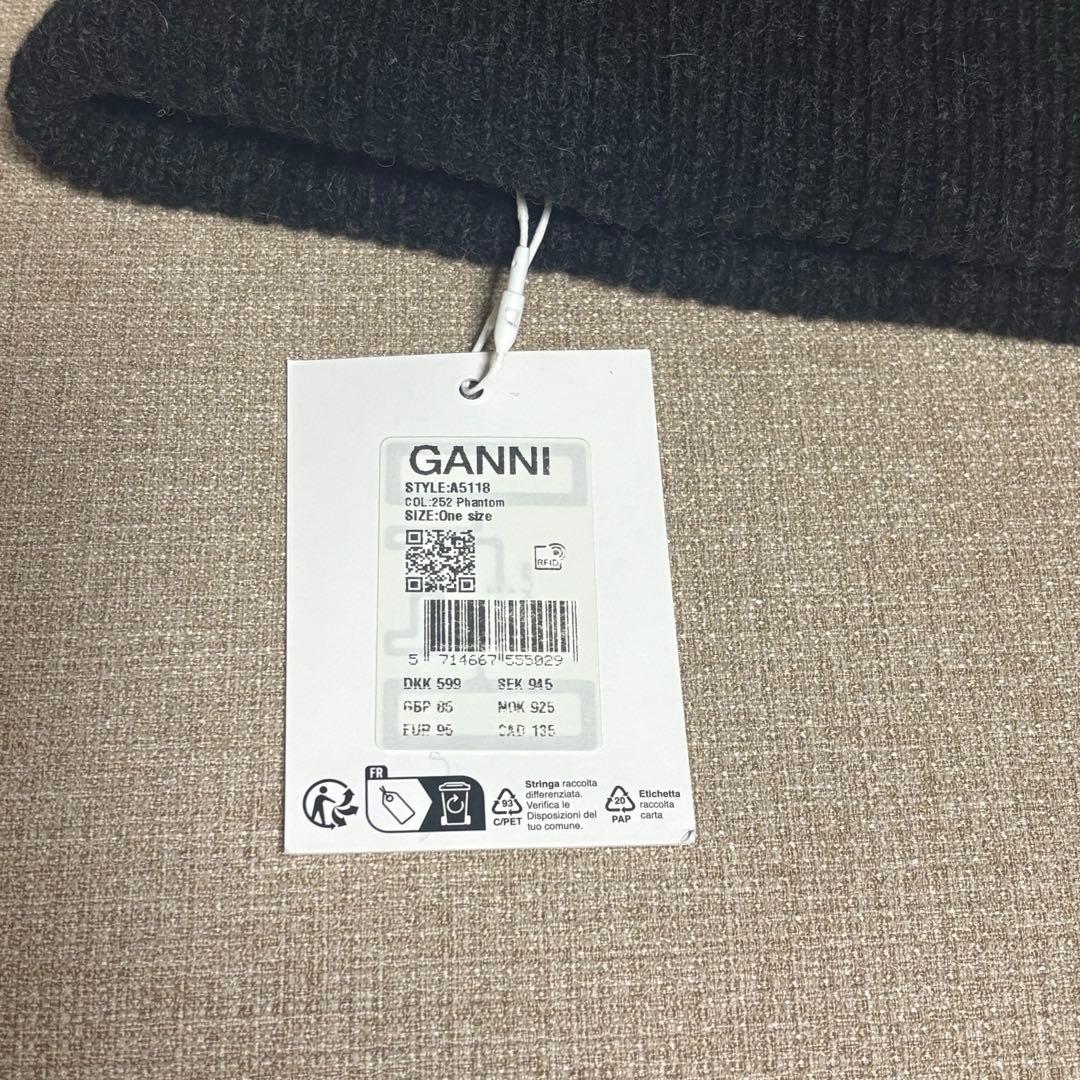 GANNI
STYLE:A5118
COL:252 Phantom
SIZE:One size
RFID
5 714667 555029
DKK 599 SEK 945
GBP 85 NOK 925
EUR 95 CAD 135
FR
93
C/PET
Stringa raccolta
differenziata.
Verifica le
Disposizioni del
tuo comune.
20
PAP
Etichetta
raccolta
carta